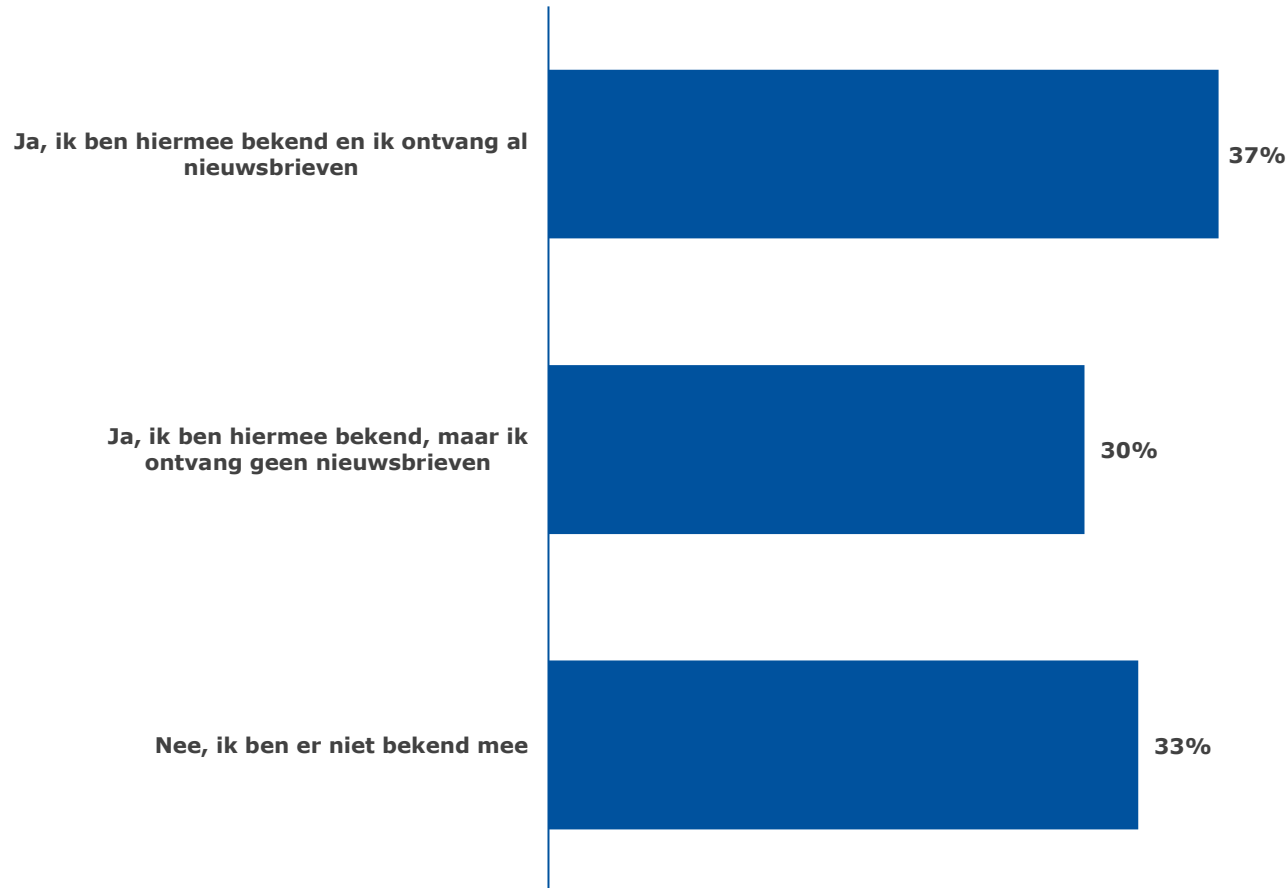 Ja, ik ben hiermee bekend en ik ontvang al
nieuwsbrieven
37%
Ja, ik ben hiermee bekend, maar ik
ontvang geen nieuwsbrieven
30%
Nee, ik ben er niet bekend mee
33%